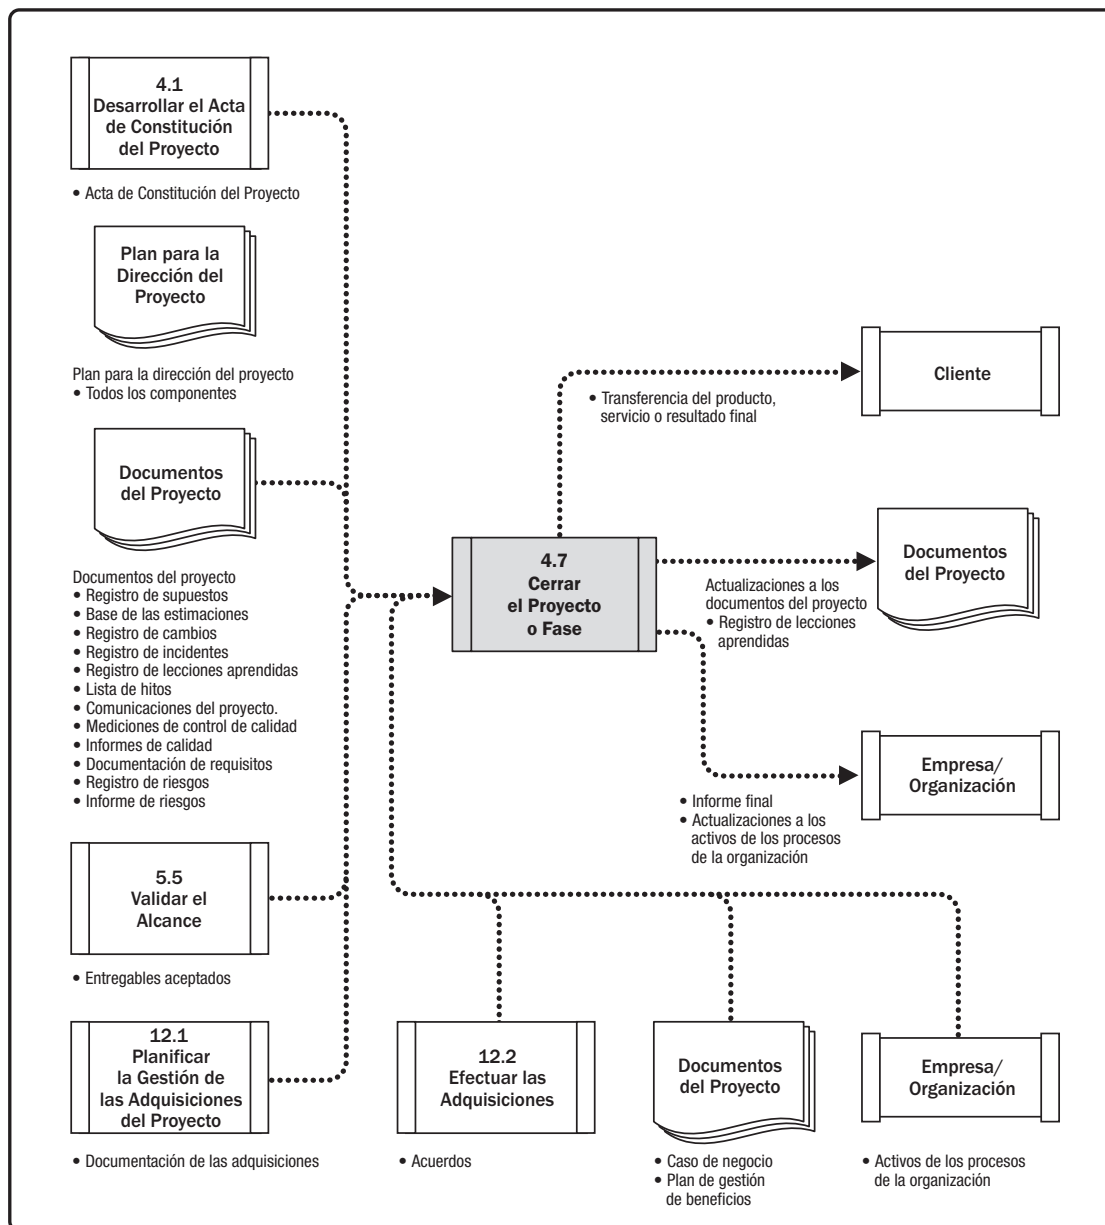 4.1
Desarrollar el Acta
de Constitución
del Proyecto
• Acta de Constitución del Proyecto
Plan para la
Dirección del
Proyecto
Plan para la dirección del proyecto
• Todos los componentes
Documentos
del Proyecto
Documentos del proyecto
• Registro de supuestos
• Base de las estimaciones
• Registro de cambios
• Registro de incidentes
• Registro de lecciones aprendidas
• Lista de hitos
• Comunicaciones del proyecto.
• Mediciones de control de calidad
• Informes de calidad
• Documentación de requisitos
• Registro de riesgos
• Informe de riesgos
5.5
Validar el
Alcance
• Entregables aceptados
12.1
Planificar
la Gestión de
las Adquisiciones
del Proyecto
• Documentación de las adquisiciones
4.7
Cerrar
el Proyecto
o Fase
• Transferencia del producto,
servicio o resultado final
Cliente
Actualizaciones a los
documentos del proyecto
• Registro de lecciones
aprendidas
Documentos
del Proyecto
• Informe final
• Actualizaciones a los
activos de los procesos
de la organización
Empresa/
Organización
12.2
Efectuar las
Adquisiciones
• Acuerdos
Documentos
del Proyecto
• Caso de negocio
• Plan de gestión
de beneficios
Empresa/
Organización
• Activos de los procesos
de la organización